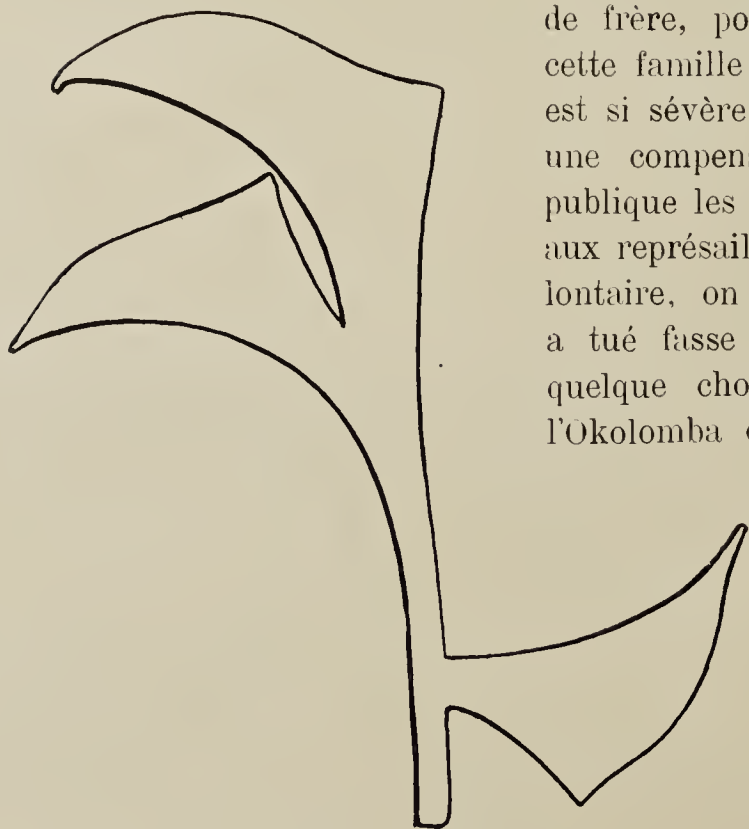 de frère, po
cette famille
est si sévère
une compens
publique les
aux représail
lontaire, on
a tué fasse
quelque cho
l'Okolomba